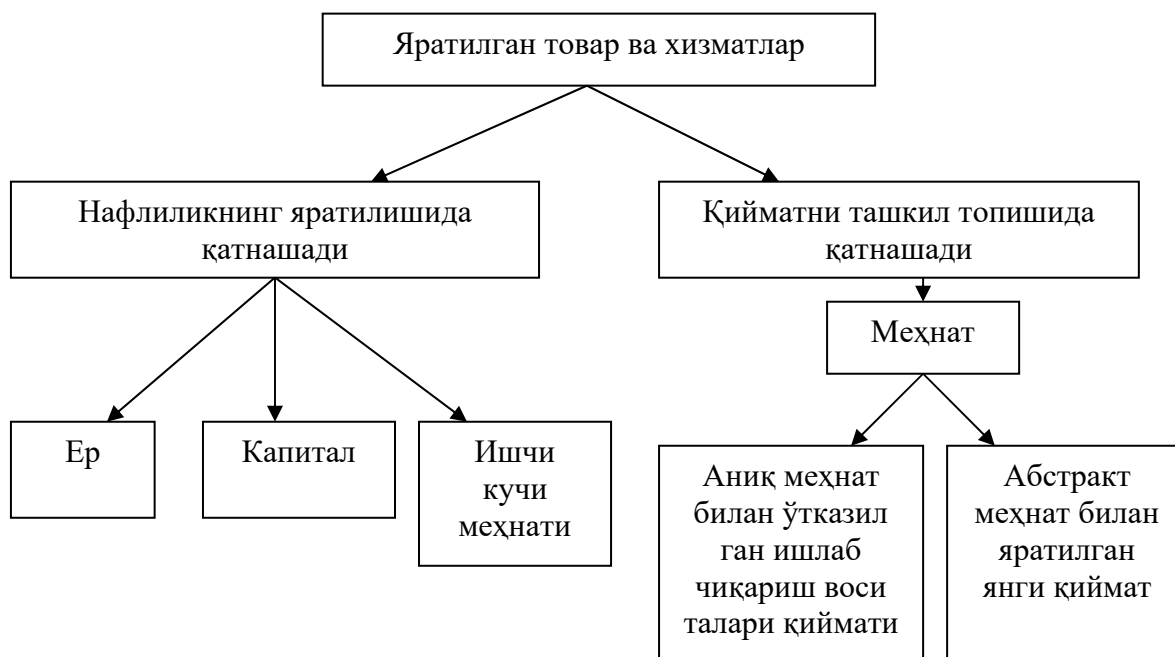 Яратилган товар ва хизматлар
Нафлиликнинг яратилишида
қатнашади
Қийматни ташкил топишида
қатнашади
Меҳнат
Ер
Капитал
Ишчи
кучи
меҳнати
Аниқ меҳнат
билан ўтказил
ган ишлаб
чиқариш воси
талари қиймати
Абстракт
меҳнат билан
яратилган
янги қиймат